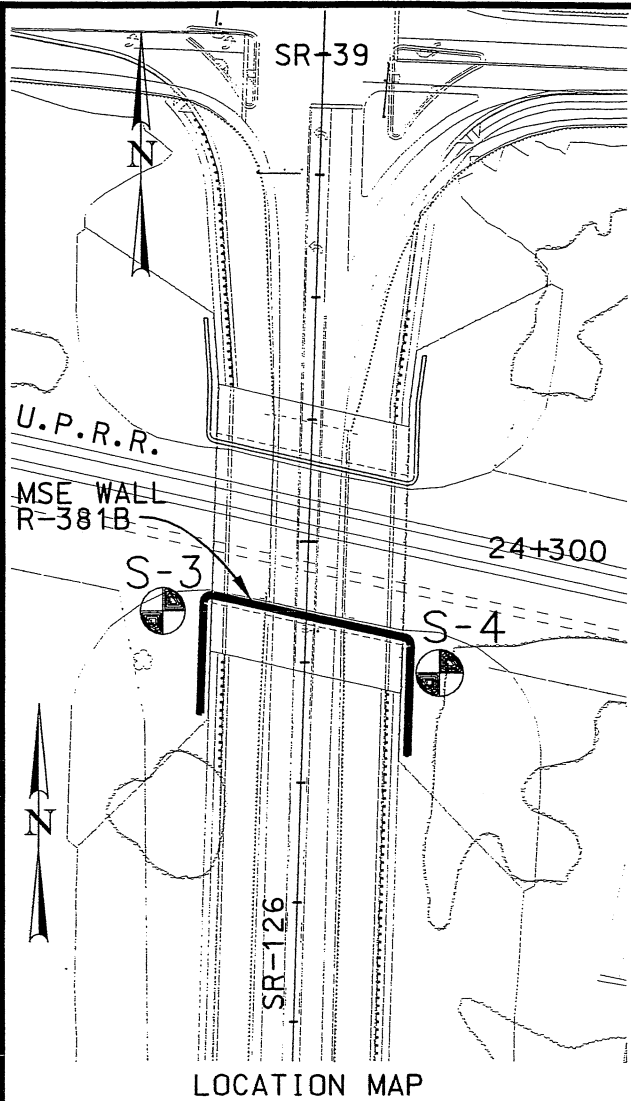 SR-39
N
U.P.R.R.
MSE WALL
R-381B
24+300
S-3
S-4
N
SR-126
LOCATION MAP